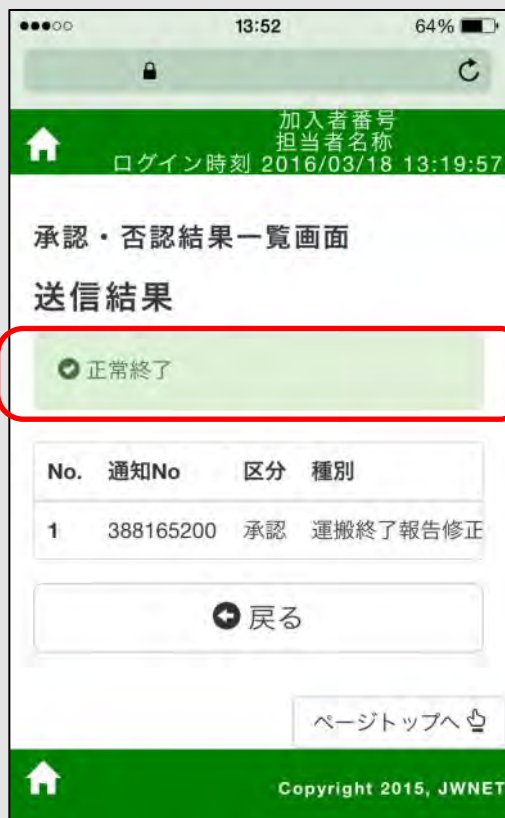 13:52
64%
加入者番号
担当者名称
ログイン時刻 2016/03/18 13:19:57
承認・否認結果一覧画面
送信結果
正常終了
No. 通知No 区分 種別
1 388165200 承認 運搬終了報告修正
戻る
ページトップへ
Copyright 2015, JWNET